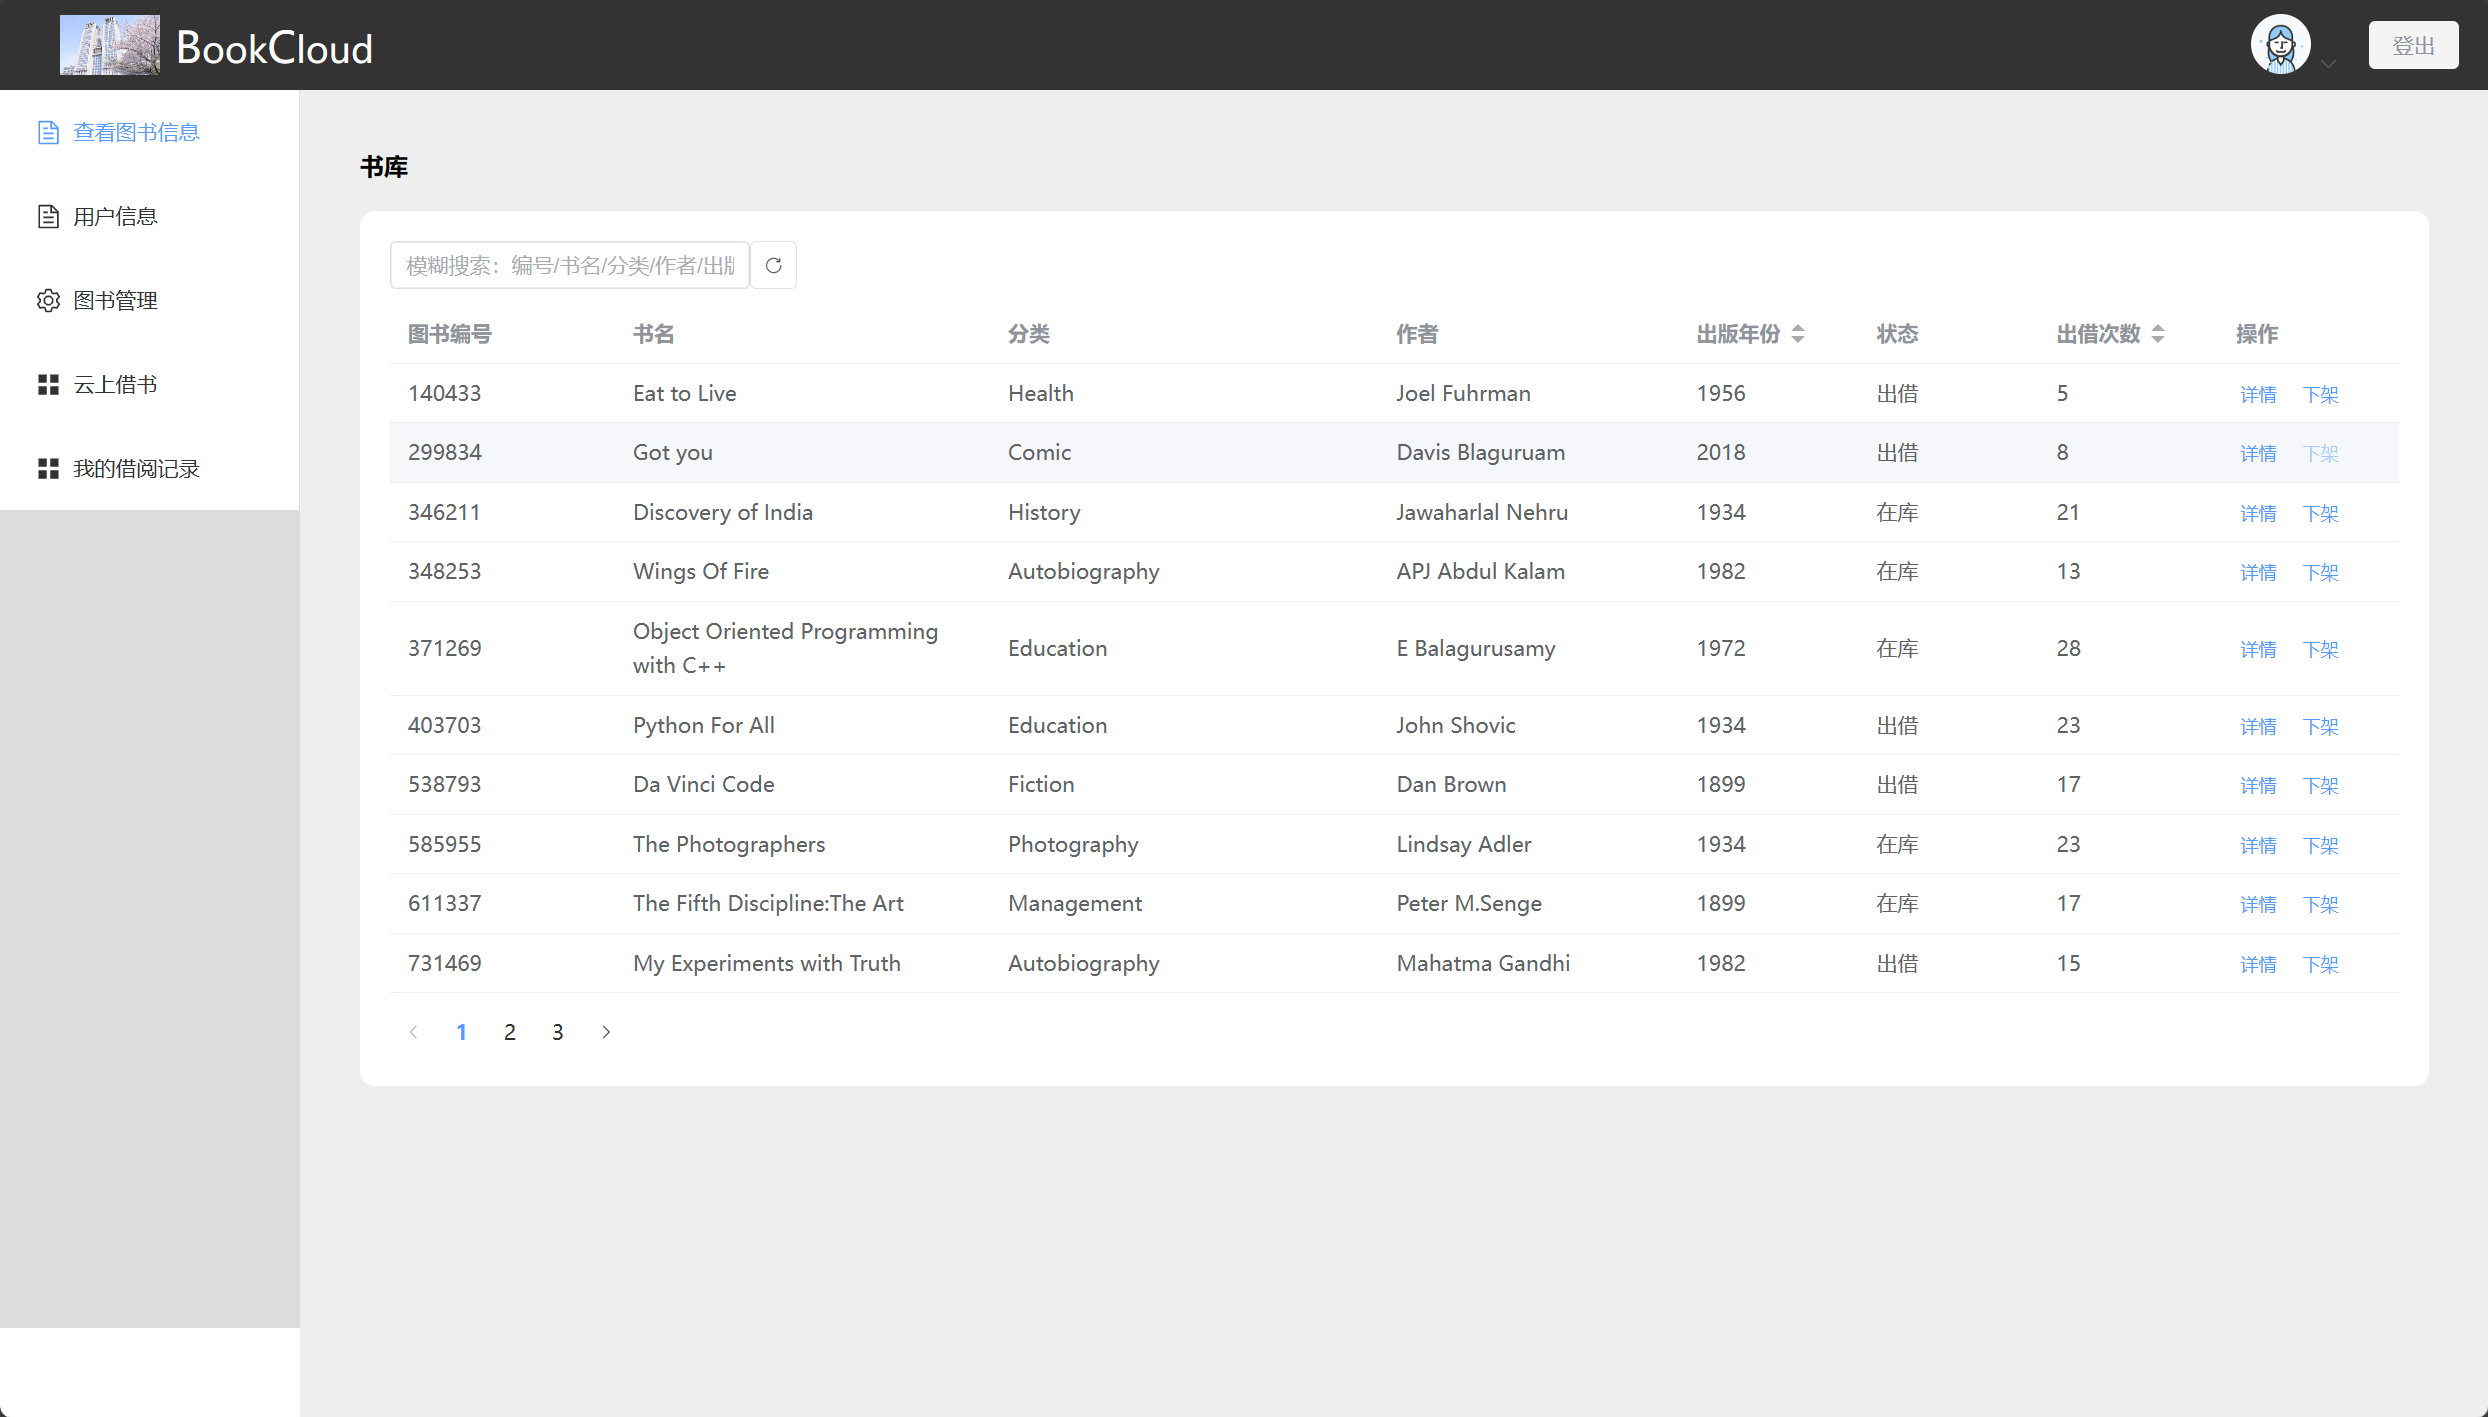 BookCloud
登出
查看图书信息
用户信息
图书管理
云上借书
我的借阅记录
书库
模糊搜索：编号/书名/分类/作者/出版
图书编号 书名 分类 作者 出版年份 状态 出借次数 操作
140433 Eat to Live Health Joel Fuhrman 1956 出借 5 详情 下架
299834 Got you Comic Davis Blaguruam 2018 出借 8 详情 下架
346211 Discovery of India History Jawaharlal Nehru 1934 在库 21 详情 下架
348253 Wings Of Fire Autobiography APJ Abdul Kalam 1982 在库 13 详情 下架
371269 Object Oriented Programming
with C++ Education E Balagurusamy 1972 在库 28 详情 下架
403703 Python For All Education John Shovic 1934 出借 23 详情 下架
538793 Da Vinci Code Fiction Dan Brown 1899 出借 17 详情 下架
585955 The Photographers Photography Lindsay Adler 1934 在库 23 详情 下架
611337 The Fifth Discipline:The Art Management Peter M.Senge 1899 在库 17 详情 下架
731469 My Experiments with Truth Autobiography Mahatma Gandhi 1982 出借 15 详情 下架
1 2 3